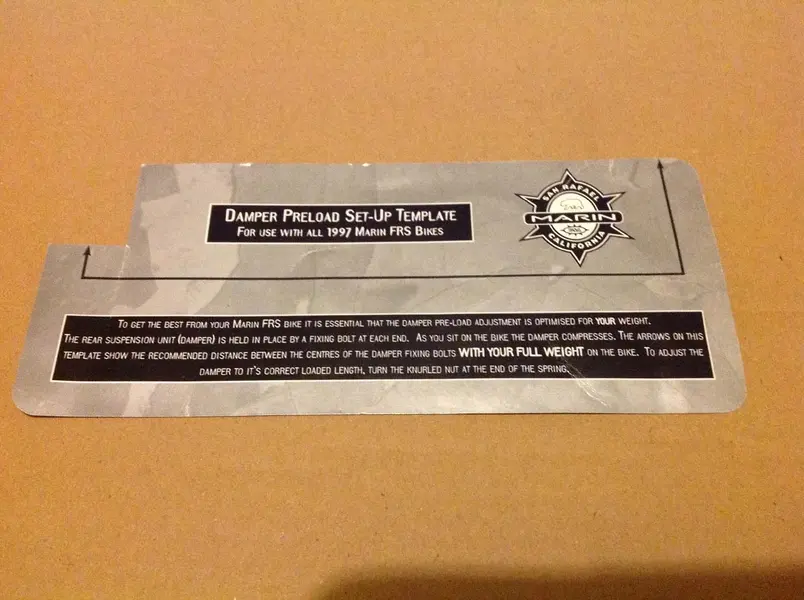 DAMPER PRELOAD SET-UP TEMPLATE
FOR USE WITH ALL 1997 MARIN FRS BIKES
SAN RAFAEL
MARIN
CALIFORNIA
TO GET THE BEST FROM YOUR MARIN FRS BIKE IT IS ESSENTIAL THAT THE DAMPER PRE-LOAD ADJUSTMENT IS OPTIMISED FOR YOUR WEIGHT.
THE REAR SUSPENSION UNIT (DAMPER) IS HELD IN PLACE BY A FIXING BOLT AT EACH END. AS YOU SIT ON THE BIKE THE DAMPER COMPRESSES. THE ARROWS ON THIS
TEMPLATE SHOW THE RECOMMENDED DISTANCE BETWEEN THE CENTRES OF THE DAMPER FIXING BOLTS WITH YOUR FULL WEIGHT ON THE BIKE. TO ADJUST THE
DAMPER TO IT'S CORRECT LOADED LENGTH, TURN THE KNURLED NUT AT THE END OF THE SPRING.